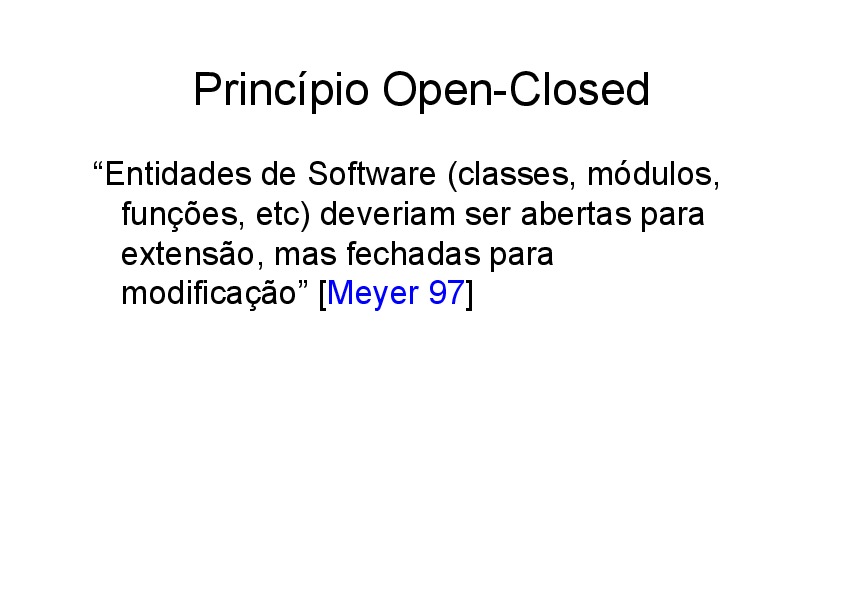 Princípio Open-Closed
“Entidades de Software (classes, módulos,
funções, etc) deveriam ser abertas para
extensão, mas fechadas para
modificação” [Meyer 97]